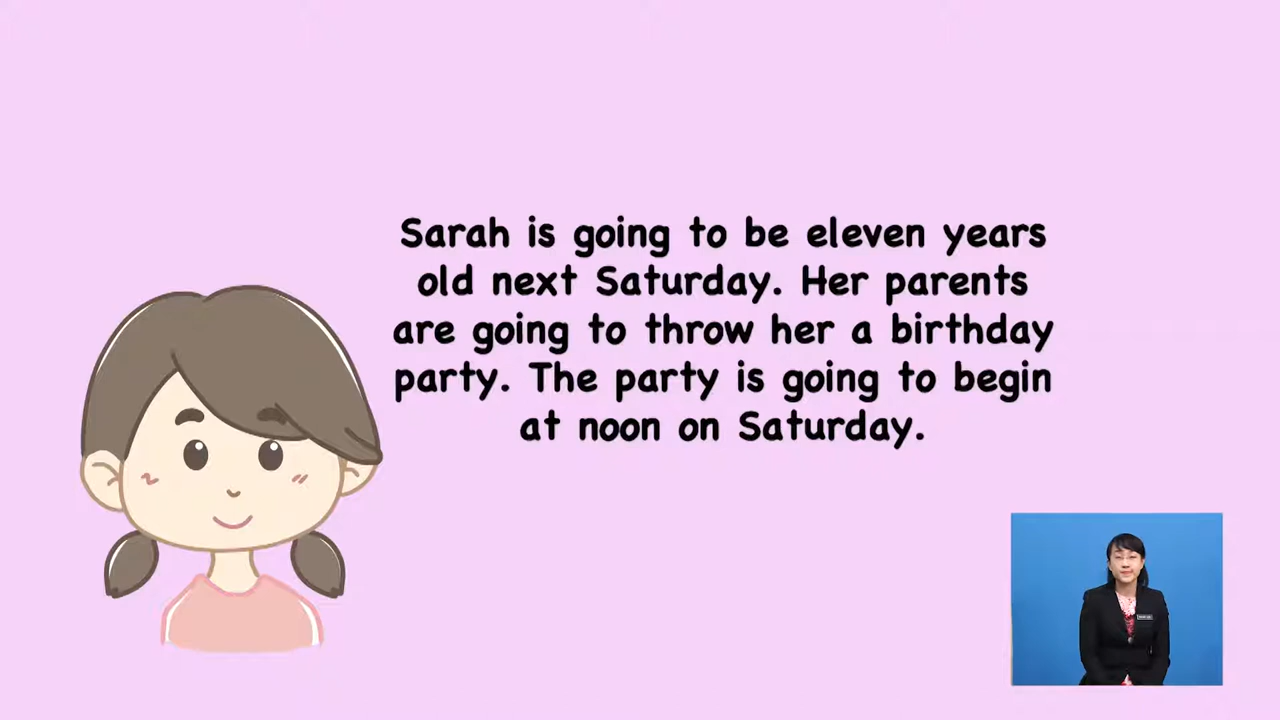 Sarah is going to be eleven years
old next Saturday. Her parents
are going to throw her a birthday
party. The party is going to begin
at noon on Saturday.